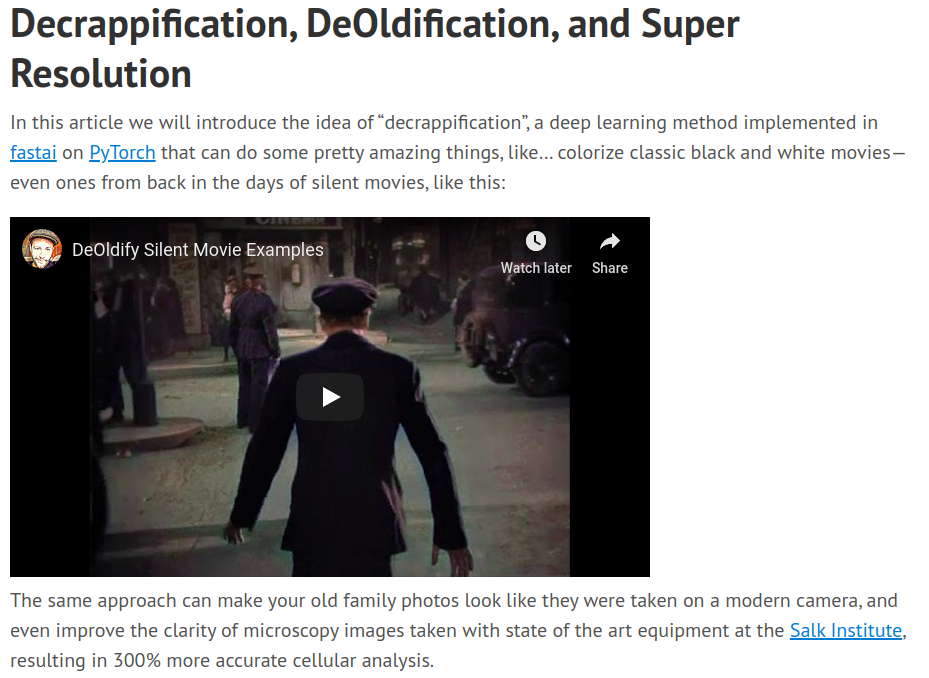 Decrappification, DeOldification, and Super
Resolution
In this article we will introduce the idea of “decrappification”, a deep learning method implemented in
fastai on PyTorch that can do some pretty amazing things, like… colorize classic black and white movies—
even ones from back in the days of silent movies, like this:
CINEMA
DeOldify Silent Movie Examples
Watch later
Share
The same approach can make your old family photos look like they were taken on a modern camera, and
even improve the clarity of microscopy images taken with state of the art equipment at the Salk Institute,
resulting in 300% more accurate cellular analysis.